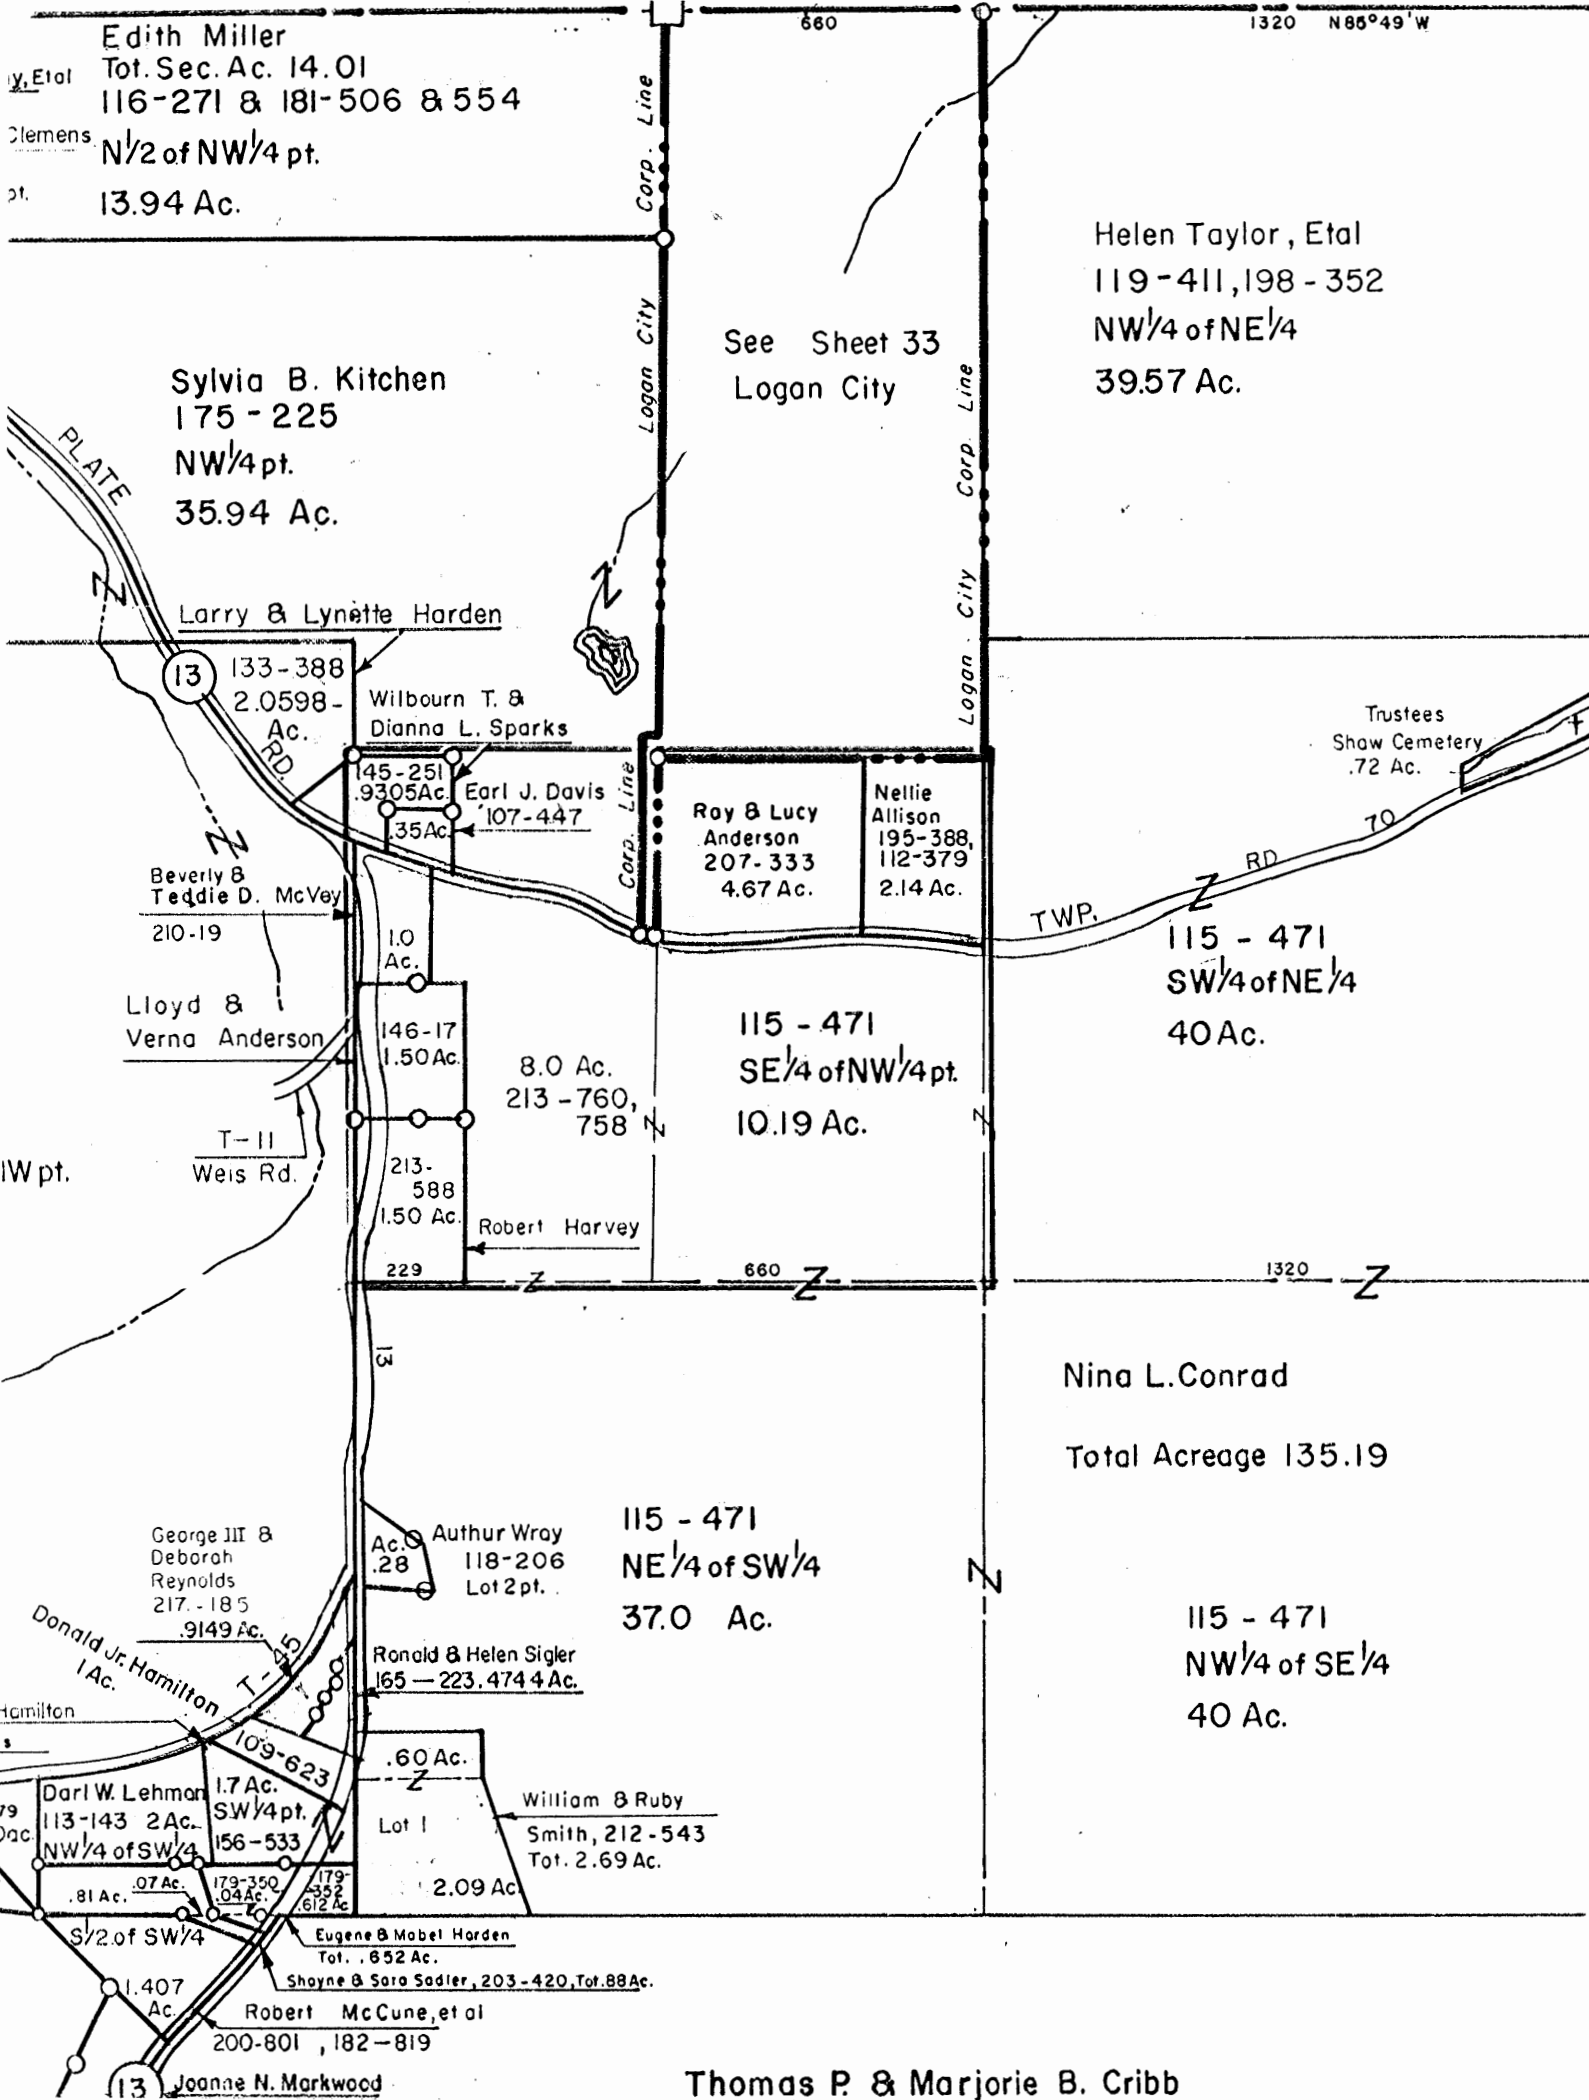 660
1320 N85°49'W
Edith Miller
Tot. Sec. Ac. 14.01
116-271 & 181-506 & 554
N1/2 of NW1/4 pt.
13.94 Ac.
y, Etal
Clemens
pt.
Corp. Line
Logan City
Helen Taylor, Etal
119-411, 198-352
NW1/4 of NE1/4
39.57 Ac.
See Sheet 33
Logan City
Logan City Corp. Line
Sylvia B. Kitchen
175-225
NW1/4 pt.
35.94 Ac.
PLATE
RD.
Larry & Lynette Harden
13
133-388
2.0598-
Ac.
Wilbourn T. &
Dianna L. Sparks
145-251
.9305Ac.
Earl J. Davis
107-447
.35Ac.
Corp. Line
Ray & Lucy
Anderson
207-333
4.67 Ac.
Nellie
Allison
195-388,
112-379
2.14 Ac.
Trustees
Shaw Cemetery
.72 Ac.
TWP. RD 70
Beverly &
Teddie D. McVey
210-19
1.0
Ac.
115-471
SW1/4 of NE1/4
40 Ac.
Lloyd &
Verna Anderson
146-17
1.50Ac.
8.0 Ac.
213-760,
758
115-471
SE1/4 of NW1/4 pt.
10.19 Ac.
T-11
Weis Rd.
W pt.
213-
588
1.50 Ac.
Robert Harvey
229
660
1320
13
Nina L. Conrad
Total Acreage 135.19
115-471
NE1/4 of SW1/4
37.0 Ac.
115-471
NW1/4 of SE1/4
40 Ac.
Ac.
.28
Authur Wray
118-206
Lot 2 pt.
George III &
Deborah
Reynolds
217-185
.9149 Ac.
Donald Jr. Hamilton
1 Ac.
T-45
Ronald & Helen Sigler
165-223 .4744 Ac.
Hamilton
s
109-623
.60 Ac.
Lot 1
2.09 Ac.
William & Ruby
Smith, 212-543
Tot. 2.69 Ac.
Darl W. Lehman
113-143 2Ac.
NW1/4 of SW1/4
1.7 Ac.
SW1/4 pt.
156-533
79
.81 Ac.
.07 Ac.
179-350
.04Ac.
179-
352
.612 Ac
S1/2 of SW1/4
Eugene & Mabel Harden
Tot. .652 Ac.
Shayne & Sara Sadler, 203-420, Tot. .88 Ac.
1.407
Ac.
Robert McCune, et al
200-801, 182-819
13
Joanne N. Markwood
Thomas P. & Marjorie B. Cribb